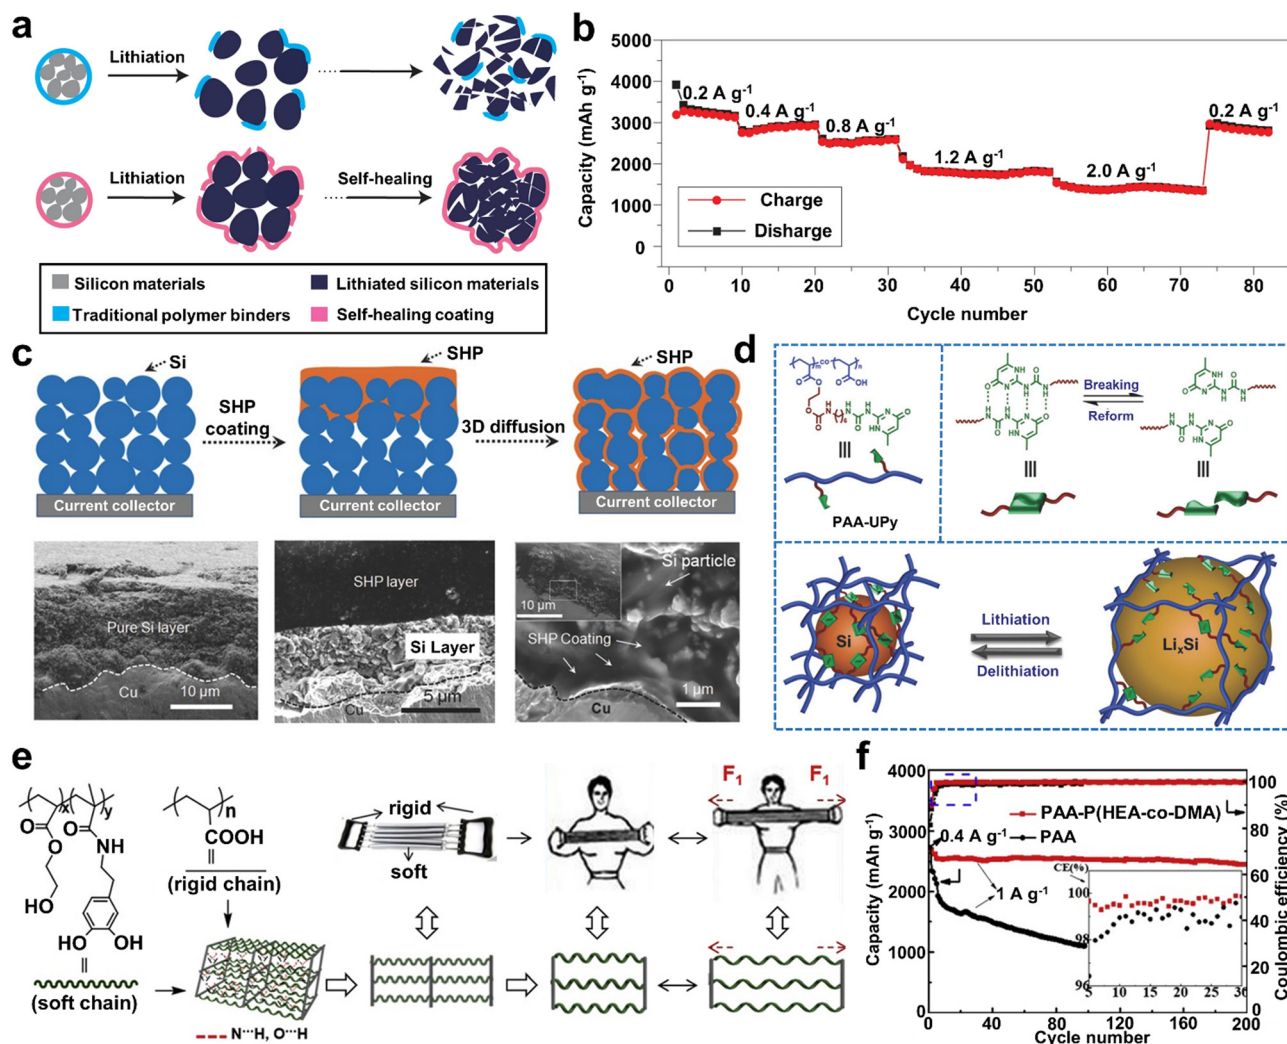 a
Lithiation
Lithiation
Self-healing
Silicon materials
Lithiated silicon materials
Traditional polymer binders
Self-healing coating
b
Capacity (mAh g-1)
5000
4000
3000
2000
1000
0
0.2 A g-1
0.4 A g-1
0.8 A g-1
1.2 A g-1
2.0 A g-1
0.2 A g-1
Charge
Disharge
0 10 20 30 40 50 60 70 80
Cycle number
c
Si
SHP
SHP
SHP
coating
3D diffusion
Current collector
Current collector
Current collector
Pure Si layer
Cu
10 µm
SHP layer
Si Layer
Cu
5 µm
Si particle
10 µm
SHP Coating
1 µm
Cu
d
m co n
O O O OH
O
O N H 6 H N H N N O
O HN
PAA-UPy
Breaking
Reform
Si
Lithiation
Delithiation
LixSi
e
x y n
O O NH COOH
HO
HO OH
(rigid chain)
(soft chain)
N···H, O···H
rigid
soft
F1 F1
f
Capacity (mAh g-1)
4000
3000
2000
1000
0
0.4 A g-1
1 A g-1
PAA-P(HEA-co-DMA)
PAA
CE(%)
100
98
96
5 10 15 20 25 30
100
80
60
40
20
0
Coulombic efficiency (%)
0 40 80 120 160 200
Cycle number